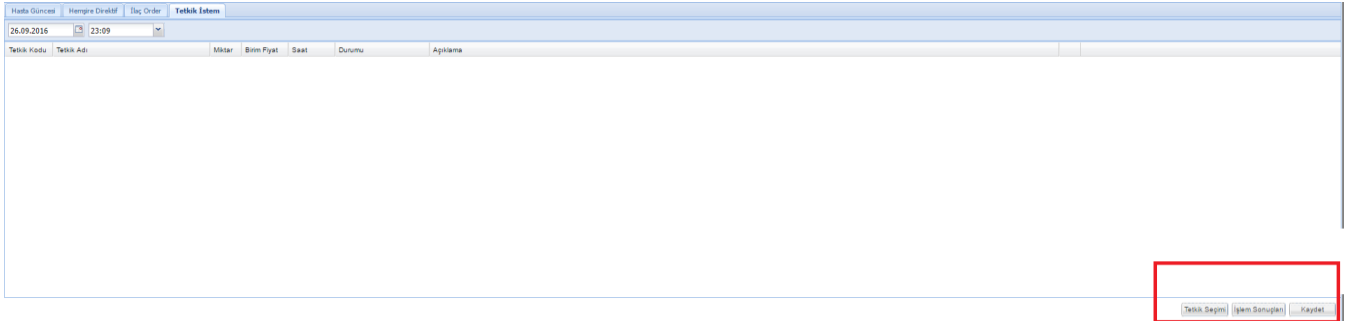 Hasta Güncesi Hemşire Direktif İlaç Order Tetkik İstem
26.09.2016 23:09
Tetkik Kodu Tetkik Adı Miktar Birim Fiyat Saat Durumu Açıklama
Tetkik Seçimi İşlem Sonuçları Kaydet